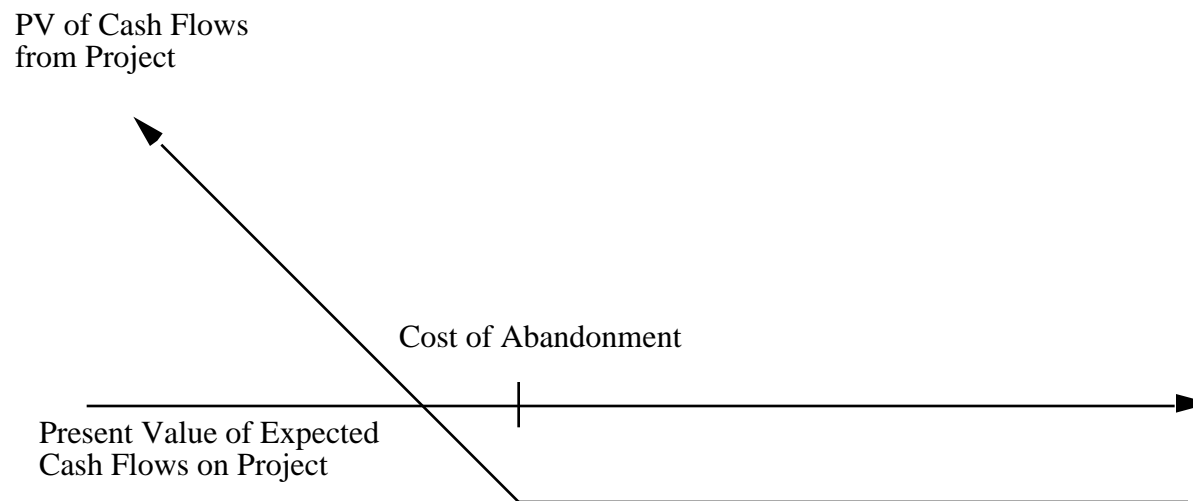 PV of Cash Flows
from Project
Cost of Abandonment
Present Value of Expected
Cash Flows on Project